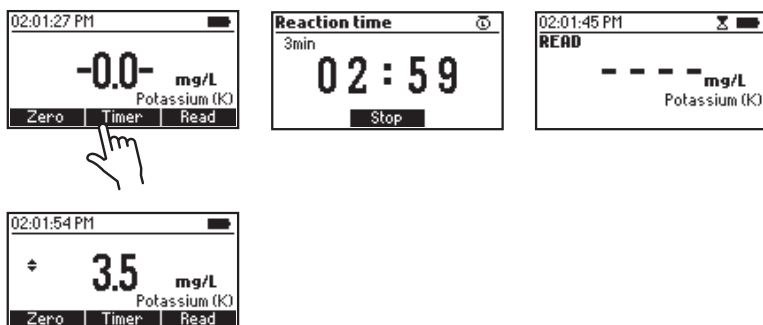 02:01:27 PM
-0.0- mg/L
Potassium (K)
Zero Timer Read
Reaction time
3min
02:59
Stop
02:01:45 PM
READ
---- mg/L
Potassium (K)
02:01:54 PM
3.5 mg/L
Potassium (K)
Zero Timer Read